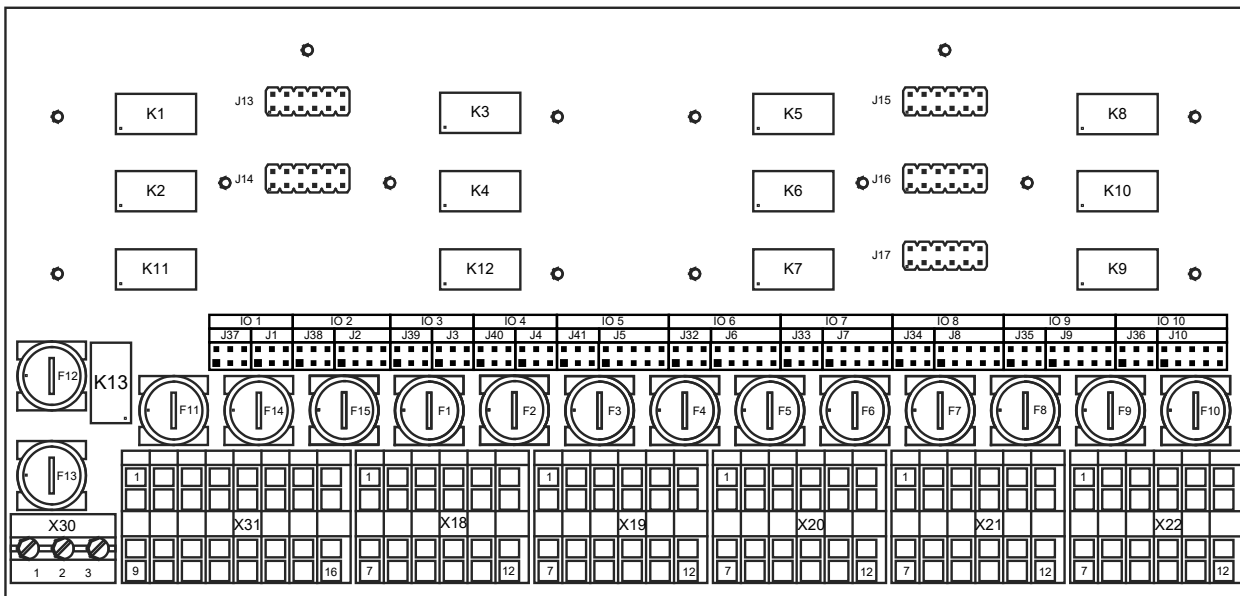 J13 J15
K1 K3 K5 K8
J14 J16
K2 K4 K6 K10
J17
K11 K12 K7 K9
IO 1 IO 2 IO 3 IO 4 IO 5 IO 6 IO 7 IO 8 IO 9 IO 10
J37 J1 J38 J2 J39 J3 J40 J4 J41 J5 J32 J6 J33 J7 J34 J8 J35 J9 J36 J10
F12 K13
F11 F14 F15 F1 F2 F3 F4 F5 F6 F7 F8 F9 F10
F13 1 1 1 1 1 1
X30 X31 X18 X19 X20 X21 X22
1 2 3 9 16 7 12 7 12 7 12 7 12 7 12